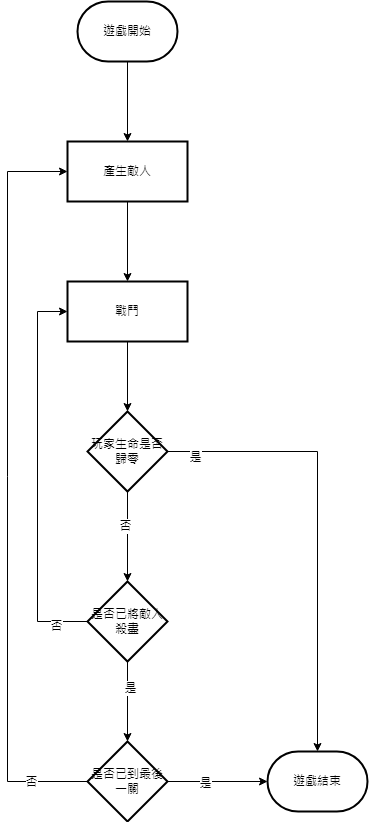 遊戲開始
產生敵人
戰鬥
玩家生命是否
歸零
是
否
是否已將敵人
殺盡
否
是
是否已到最後
一關
否
是
遊戲結束